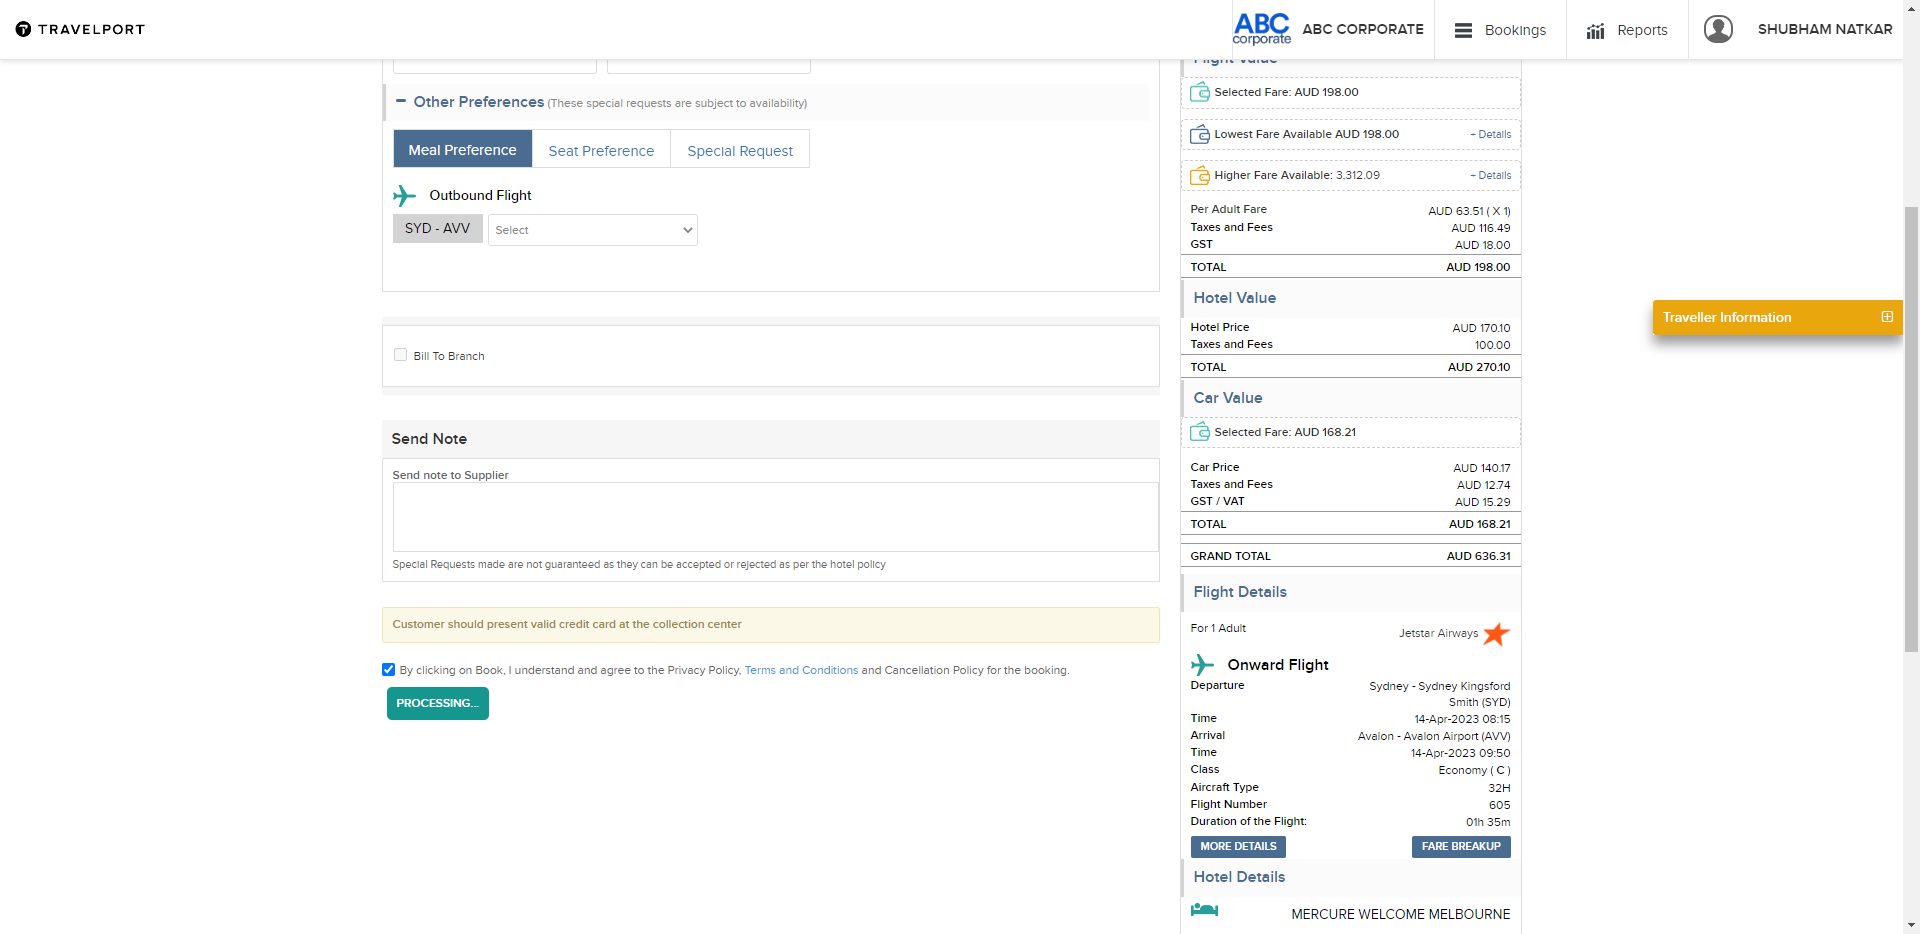 TRAVELPORT
ABC
corporate
ABC CORPORATE
Bookings
Reports
SHUBHAM NATKAR
Other Preferences (These special requests are subject to availability)
Meal Preference
Seat Preference
Special Request
Outbound Flight
SYD - AVV
Select
Bill To Branch
Send Note
Send note to Supplier
Special Requests made are not guaranteed as they can be accepted or rejected as per the hotel policy
Customer should present valid credit card at the collection center
By clicking on Book, I understand and agree to the Privacy Policy, Terms and Conditions and Cancellation Policy for the booking.
PROCESSING...
Flight Value
Selected Fare: AUD 198.00
Lowest Fare Available AUD 198.00 + Details
Higher Fare Available: 3,312.09 + Details
Per Adult Fare AUD 63.51 ( X 1)
Taxes and Fees AUD 116.49
GST AUD 18.00
TOTAL AUD 198.00
Hotel Value
Hotel Price AUD 170.10
Taxes and Fees 100.00
TOTAL AUD 270.10
Car Value
Selected Fare: AUD 168.21
Car Price AUD 140.17
Taxes and Fees AUD 12.74
GST / VAT AUD 15.29
TOTAL AUD 168.21
GRAND TOTAL AUD 636.31
Flight Details
For 1 Adult Jetstar Airways
Onward Flight
Departure Sydney - Sydney Kingsford
Smith (SYD)
Time 14-Apr-2023 08:15
Arrival Avalon - Avalon Airport (AVV)
Time 14-Apr-2023 09:50
Class Economy ( C )
Aircraft Type 32H
Flight Number 605
Duration of the Flight: 01h 35m
MORE DETAILS FARE BREAKUP
Hotel Details
MERCURE WELCOME MELBOURNE
Traveller Information